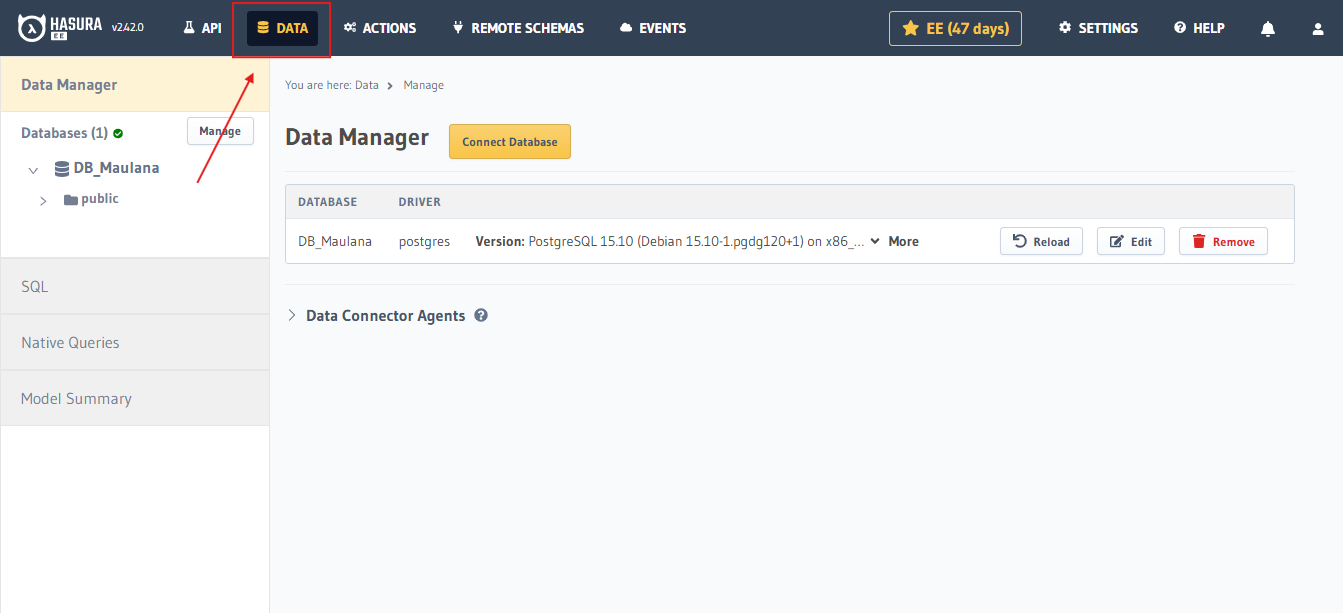 HASURA EE v2.42.0 API DATA ACTIONS REMOTE SCHEMAS EVENTS EE (47 days) SETTINGS HELP
Data Manager
Databases (1) Manage
DB_Maulana
public
SQL
Native Queries
Model Summary
You are here: Data Manage
Data Manager Connect Database
DATABASE DRIVER
DB_Maulana postgres Version: PostgreSQL 15.10 (Debian 15.10-1.pgdg120+1) on x86_... More Reload Edit Remove
Data Connector Agents